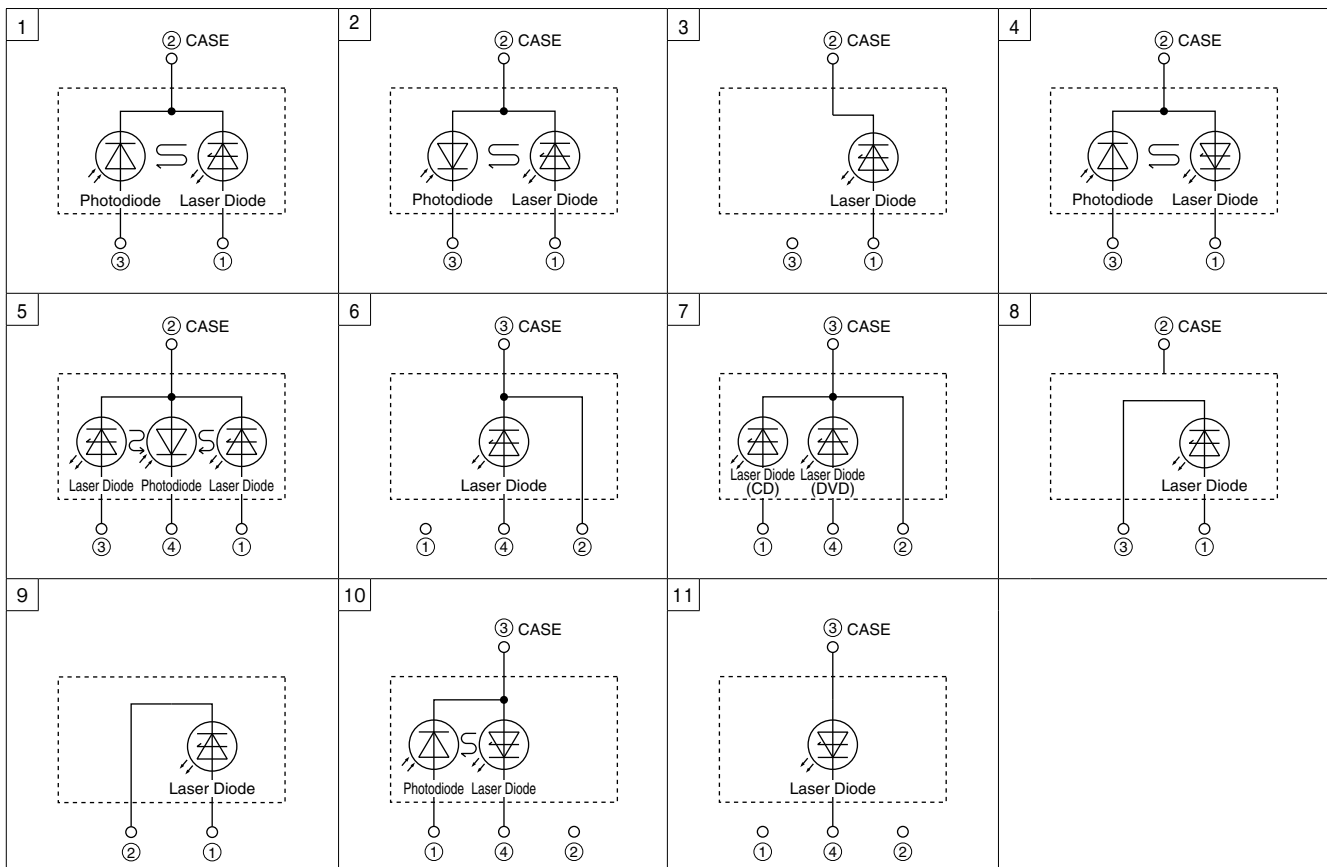 1
② CASE
Photodiode Laser Diode
③ ①
2
② CASE
Photodiode Laser Diode
③ ①
3
② CASE
Laser Diode
③ ①
4
② CASE
Photodiode Laser Diode
③ ①
5
② CASE
Laser Diode Photodiode Laser Diode
③ ④ ①
6
③ CASE
Laser Diode
① ④ ②
7
③ CASE
Laser Diode Laser Diode
(CD) (DVD)
① ④ ②
8
② CASE
Laser Diode
③ ①
9
Laser Diode
② ①
10
③ CASE
Photodiode Laser Diode
① ④ ②
11
③ CASE
Laser Diode
① ④ ②